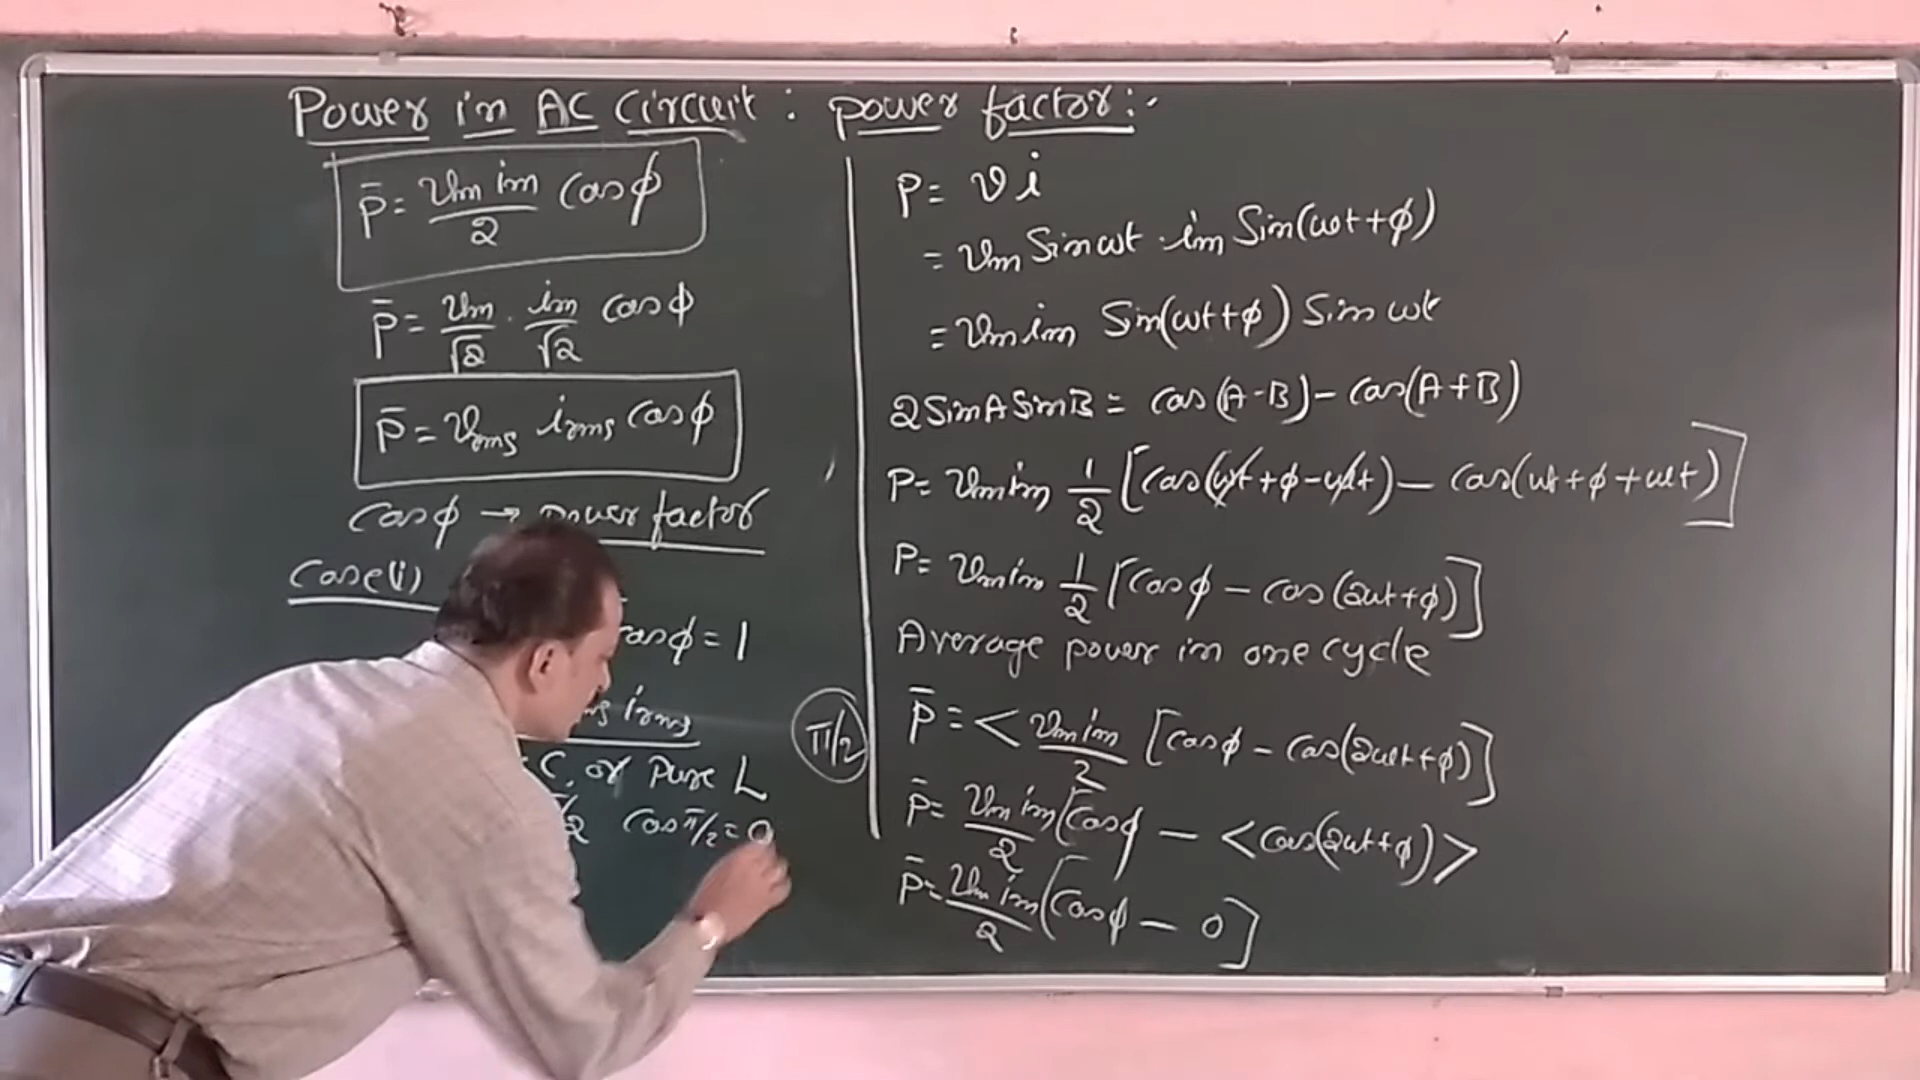 Power in AC Circuit : power factor :-
p̄ = vm im / 2 cosφ
p̄ = vm/√2 . im/√2 cosφ
p̄ = vrms irms cosφ
cosφ → power factor
Case(i)
cosφ = 1
irms
C. or Pure L
/2 cos π/2 = 0
π/2
P = v i
= vm Sin ωt . im Sin(ωt+φ)
= vm im Sin(ωt+φ) Sin ωt
2 Sin A Sin B = cos(A-B) - cos(A+B)
P = vm im 1/2 [cos(ωt+φ-ωt) - cos(ωt+φ+ωt)]
P = vm im 1/2 [cosφ - cos(2ωt+φ)]
Average power in one cycle
p̄ = < vm im / 2 [cosφ - cos(2ωt+φ)]
p̄ = vm im / 2 [cosφ - <cos(2ωt+φ)>
p̄ = vm im / 2 [cosφ - 0]